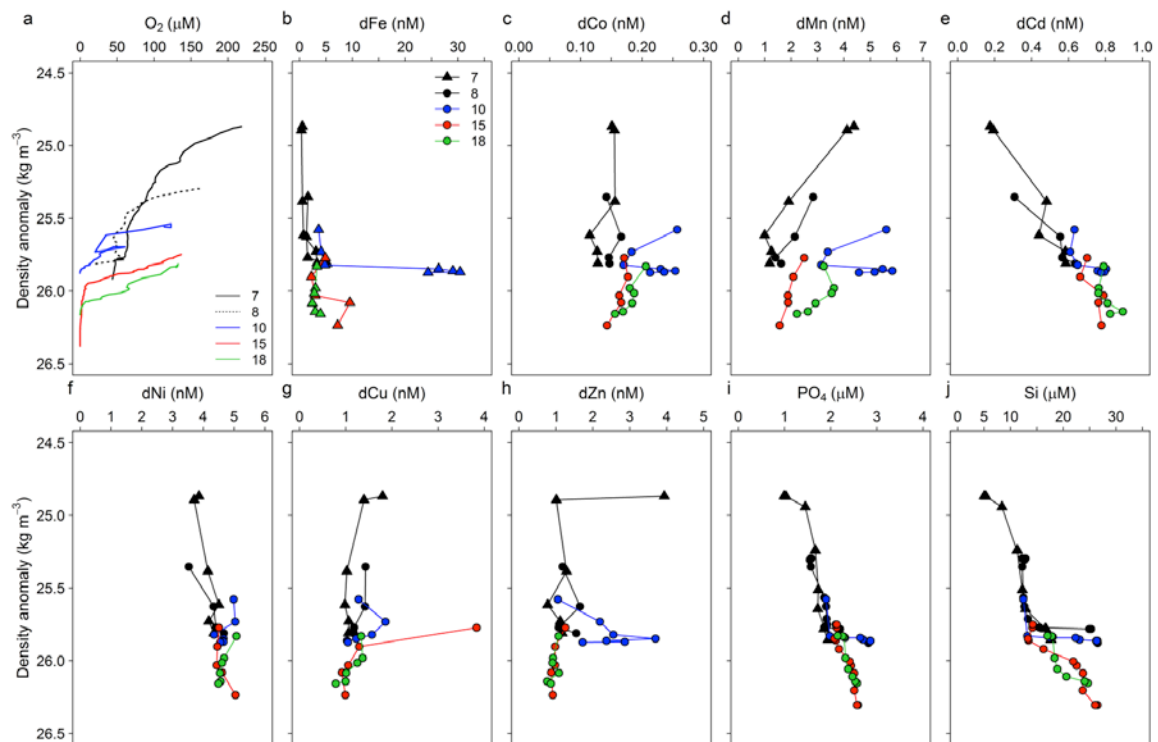 a b c d e
O₂ (μM) dFe (nM) dCo (nM) dMn (nM) dCd (nM)
0 50 100 150 200 250 0 5 10 15 20 25 30 0.00 0.10 0.20 0.30 0 1 2 3 4 5 6 0.0 0.2 0.4 0.6 0.8 1.0
Density anomaly (kg m⁻³)
24.5
25.0
25.5
26.0
26.5
7
8
10
15
18
7
8
10
15
18
f g h i j
dNi (nM) dCu (nM) dZn (nM) PO₄ (μM) Si (μM)
0 1 2 3 4 5 6 0 1 2 3 4 0 1 2 3 4 5 0 1 2 3 4 0 10 20 30
Density anomaly (kg m⁻³)
24.5
25.0
25.5
26.0
26.5